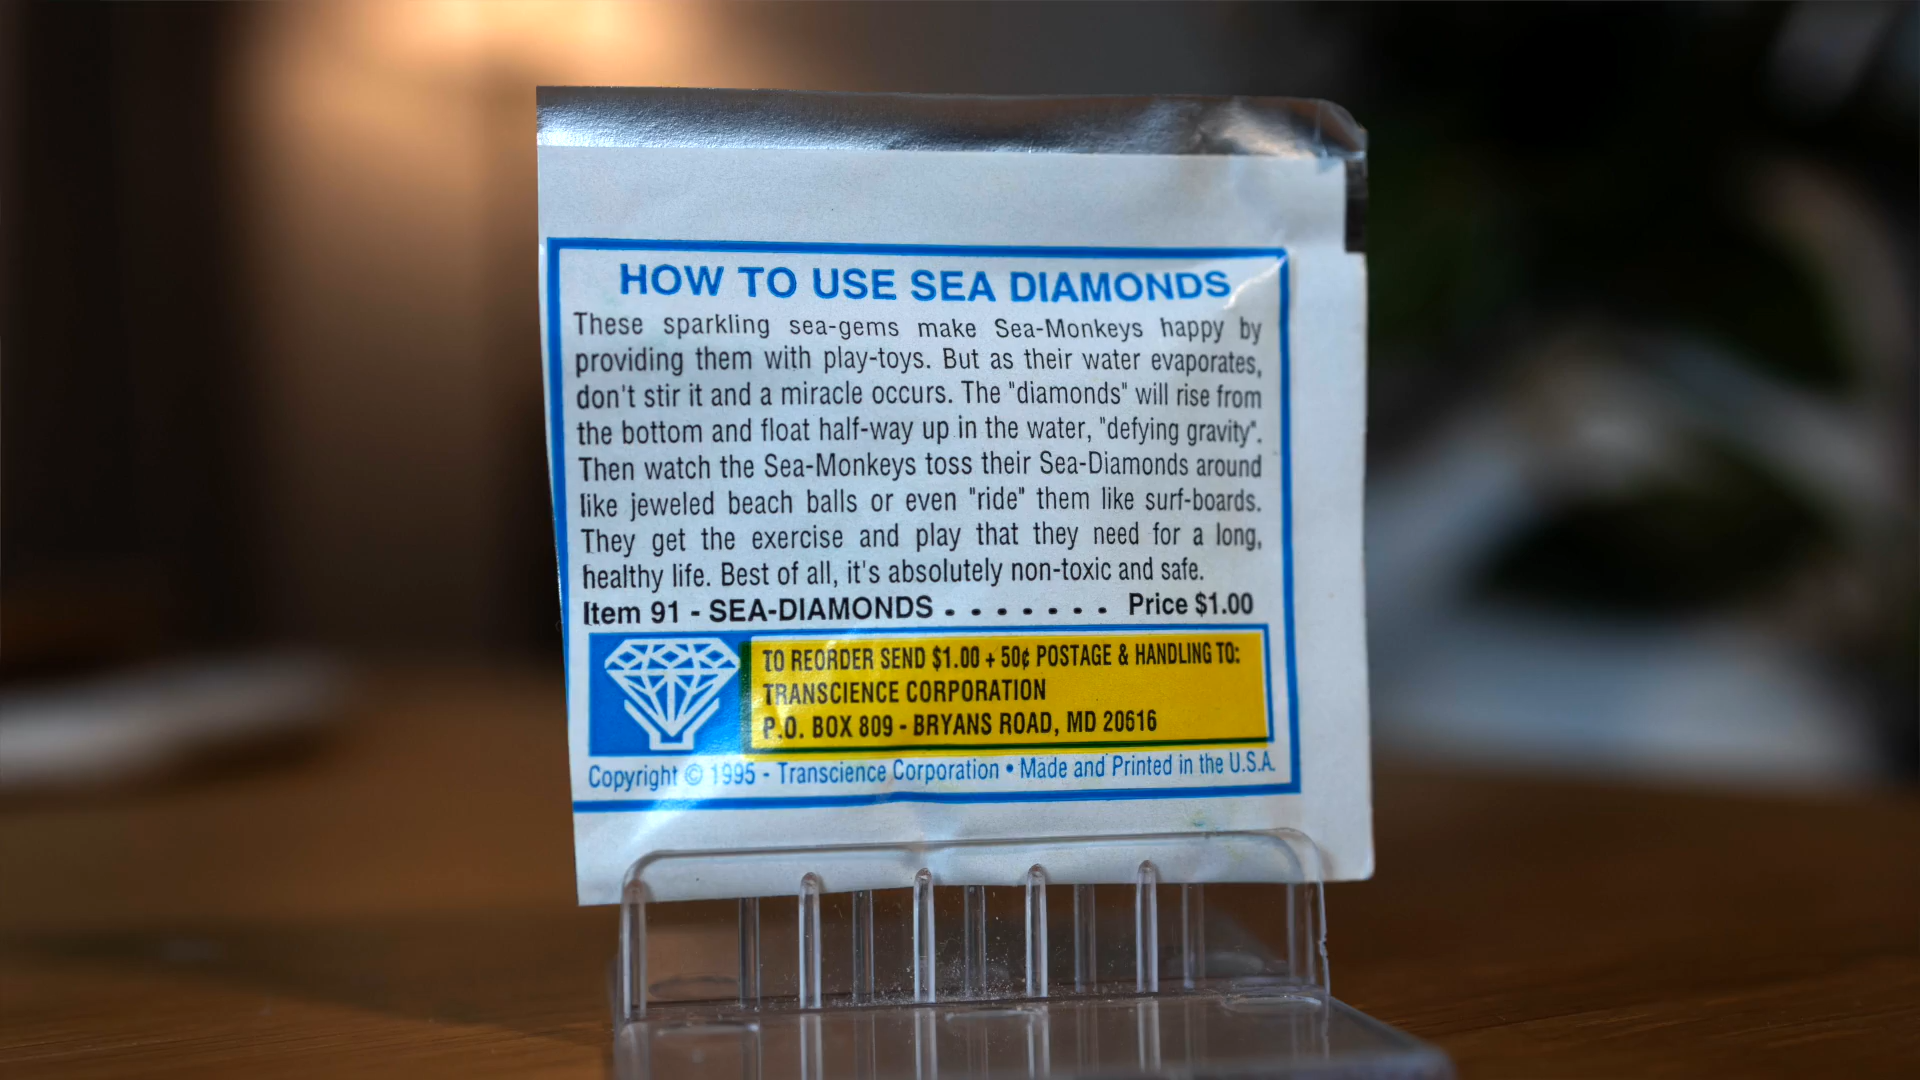 HOW TO USE SEA DIAMONDS
These sparkling sea-gems make Sea-Monkeys happy by
providing them with play-toys. But as their water evaporates,
don't stir it and a miracle occurs. The "diamonds" will rise from
the bottom and float half-way up in the water, "defying gravity".
Then watch the Sea-Monkeys toss their Sea-Diamonds around
like jeweled beach balls or even "ride" them like surf-boards.
They get the exercise and play that they need for a long,
healthy life. Best of all, it's absolutely non-toxic and safe.
Item 91 - SEA-DIAMONDS . . . . . . . Price $1.00
TO REORDER SEND $1.00 + 50¢ POSTAGE & HANDLING TO:
TRANSCIENCE CORPORATION
P.O. BOX 809 - BRYANS ROAD, MD 20616
Copyright © 1995 - Transcience Corporation • Made and Printed in the U.S.A.